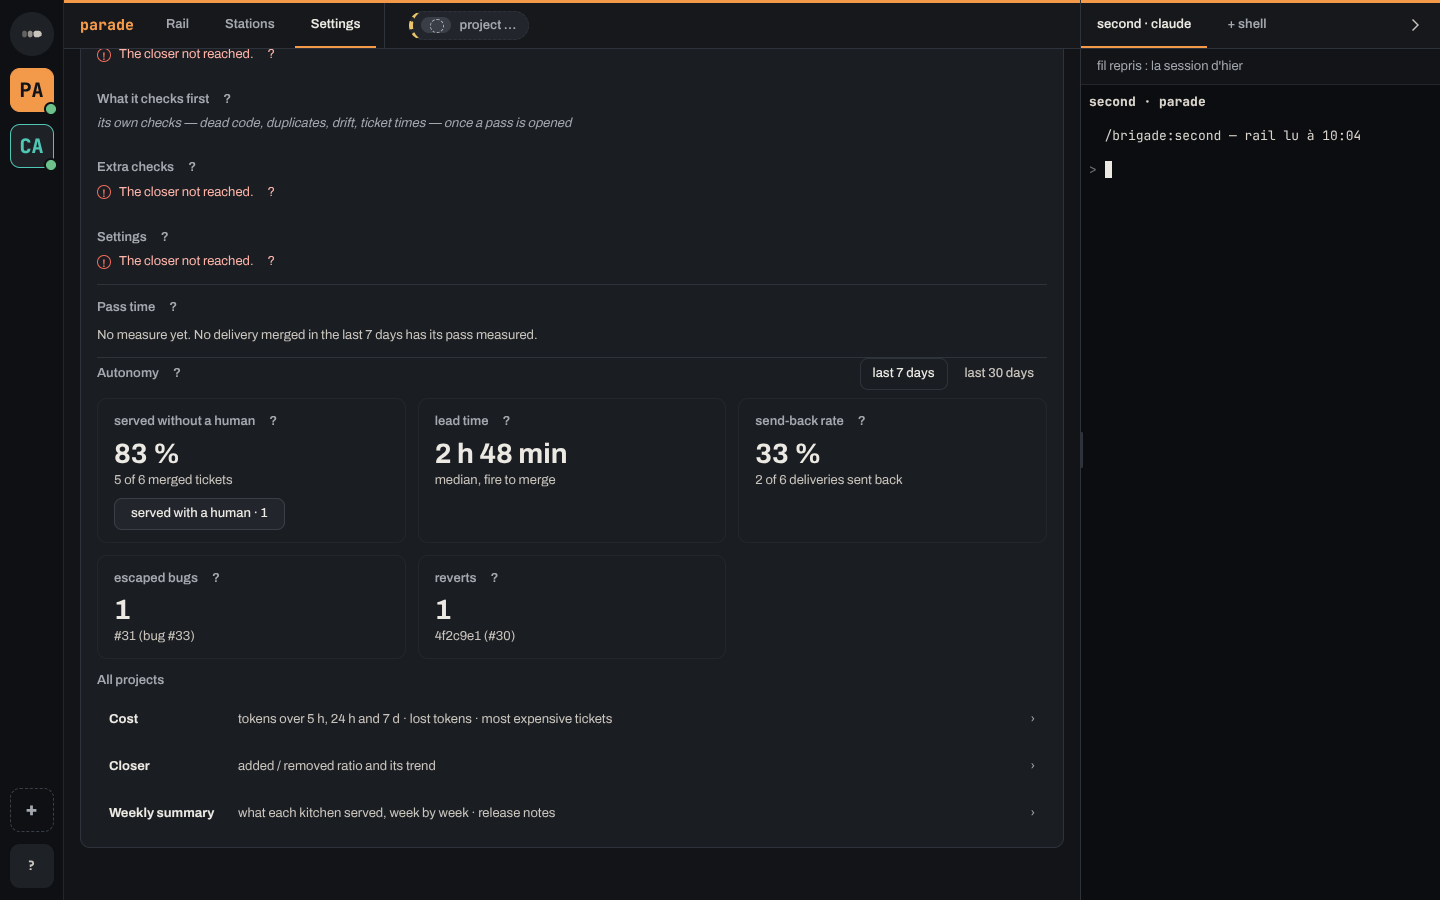 parade
Rail
Stations
Settings
project ...
second · claude
+ shell
PA
CA
+
?
The closer not reached. ?
What it checks first ?
its own checks — dead code, duplicates, drift, ticket times — once a pass is opened
Extra checks ?
The closer not reached. ?
Settings ?
The closer not reached. ?
Pass time ?
No measure yet. No delivery merged in the last 7 days has its pass measured.
Autonomy ?
last 7 days
last 30 days
served without a human ?
83 %
5 of 6 merged tickets
served with a human · 1
lead time ?
2 h 48 min
median, fire to merge
send-back rate ?
33 %
2 of 6 deliveries sent back
escaped bugs ?
1
#31 (bug #33)
reverts ?
1
4f2c9e1 (#30)
All projects
Cost tokens over 5 h, 24 h and 7 d · lost tokens · most expensive tickets ›
Closer added / removed ratio and its trend ›
Weekly summary what each kitchen served, week by week · release notes ›
fil repris : la session d'hier
second · parade
/brigade:second — rail lu à 10:04
>